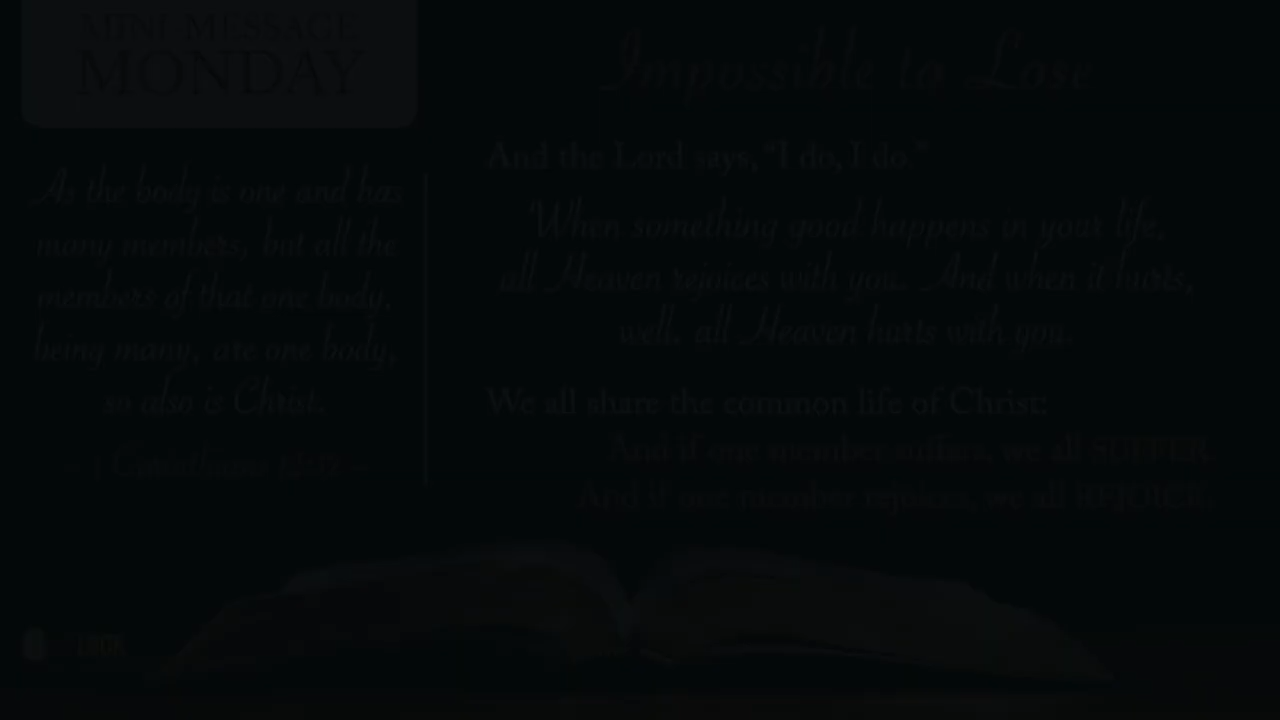 MINI-MESSAGE
MONDAY
As the body is one and has
many members, but all the
members of that one body,
being many, are one body,
so also is Christ.
Impossible to Lose
And the Lord says, “I do, I do.”
When something good happens in your life,
all Heaven rejoices with you. And when it hurts,
well, all Heaven hurts with you.
We all share the common life of Christ:
And if one member suffers, we all SUFFER.
And if one member rejoices, we all REJOICE.